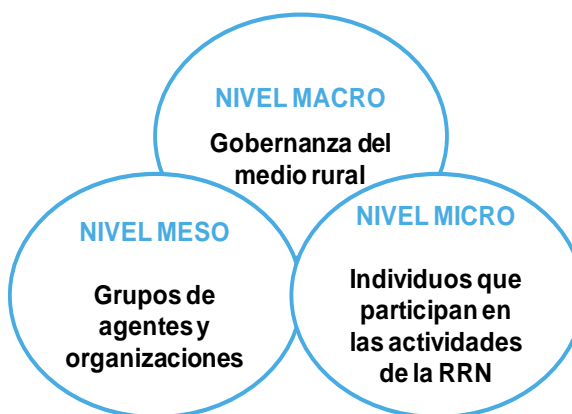 NIVEL MACRO
Gobernanza del
medio rural
NIVEL MESO
Grupos de
agentes y
organizaciones
NIVEL MICRO
Individuos que
participan en
las actividades
de la RRN